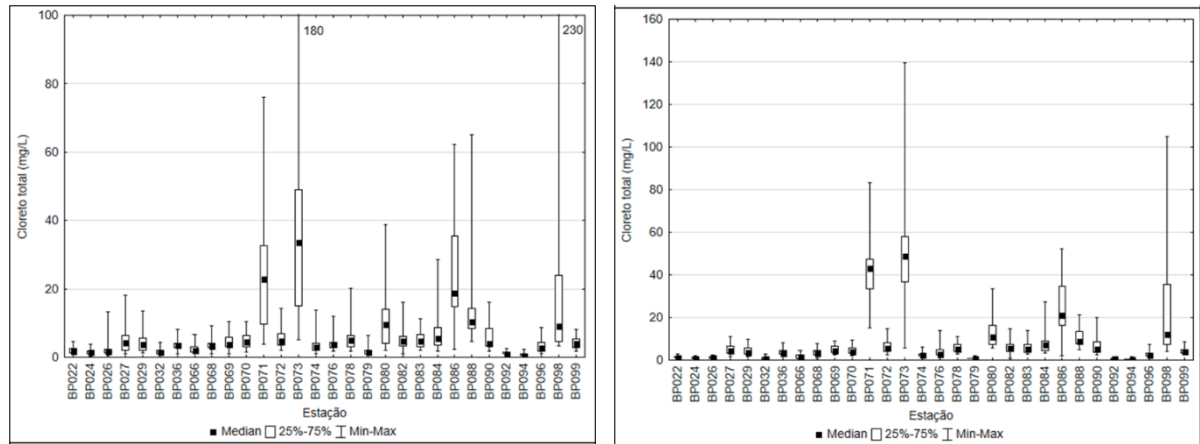 180
230
100
80
60
40
20
0
Cloreto total (mg/L)
BP022
BP024
BP026
BP027
BP029
BP032
BP036
BP066
BP068
BP069
BP070
BP071
BP072
BP073
BP074
BP076
BP078
BP079
BP080
BP082
BP083
BP084
BP086
BP088
BP090
BP092
BP094
BP096
BP098
BP099
Estação
Median 25%-75% Min-Max
160
140
120
100
80
60
40
20
0
Cloreto total (mg/L)
BP022
BP024
BP026
BP027
BP029
BP032
BP036
BP066
BP068
BP069
BP070
BP071
BP072
BP073
BP074
BP076
BP078
BP079
BP080
BP082
BP083
BP084
BP086
BP088
BP090
BP092
BP094
BP096
BP098
BP099
Estação
Median 25%-75% Min-Max